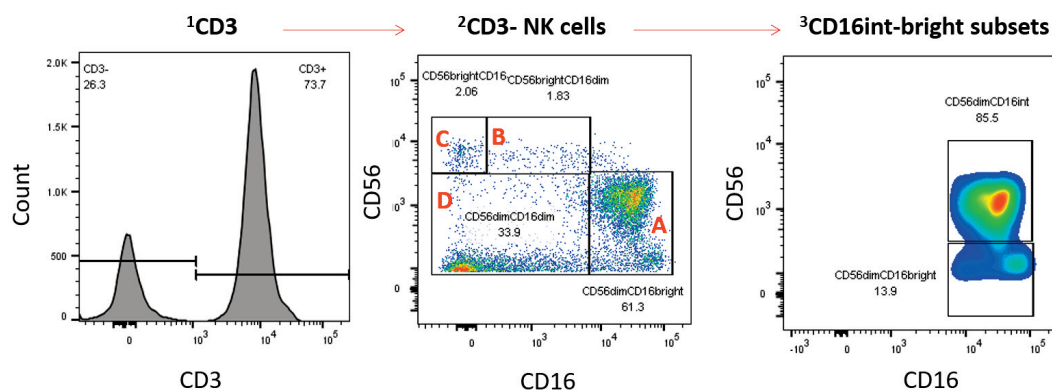 ¹CD3
²CD3- NK cells
³CD16int-bright subsets
2.0K
1.5K
1.0K
500
0
Count
CD3-
26.3
CD3+
73.7
0
10³
10⁴
10⁵
CD3
CD56brightCD16-
2.06
CD56brightCD16dim
1.83
10⁵
10⁴
10³
0
CD56
C
B
D
A
CD56dimCD16dim
33.9
CD56dimCD16bright
61.3
0
10³
10⁴
10⁵
CD16
CD56dimCD16int
85.5
10⁵
10⁴
10³
0
CD56
CD56dimCD16bright
13.9
-10³
0
10³
10⁴
10⁵
CD16